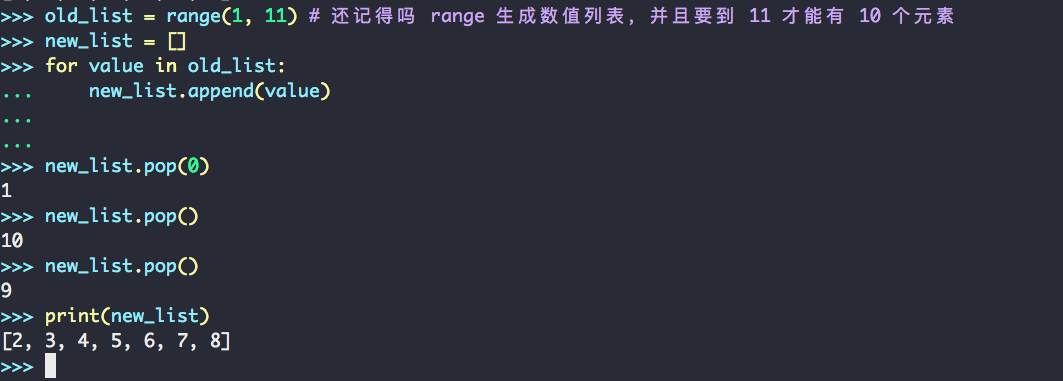 >>> old_list = range(1, 11) # 还记得吗 range 生成数值列表，并且要到 11 才能有 10 个元素
>>> new_list = []
>>> for value in old_list:
...     new_list.append(value)
...
...
>>> new_list.pop(0)
1
>>> new_list.pop()
10
>>> new_list.pop()
9
>>> print(new_list)
[2, 3, 4, 5, 6, 7, 8]
>>>